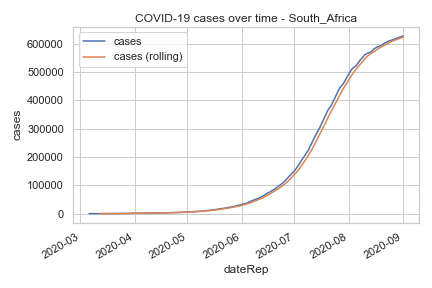 COVID-19 cases over time - South_Africa
cases
cases (rolling)
600000
500000
400000
300000
200000
100000
0
cases
2020-03
2020-04
2020-05
2020-06
2020-07
2020-08
2020-09
dateRep